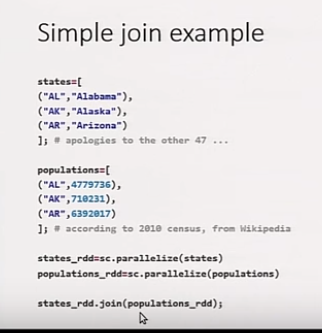 Simple join example
states=[
("AL","Alabama"),
("AK","Alaska"),
("AR","Arizona")
]; # apologies to the other 47 ...
populations=[
("AL",4779736),
("AK",710231),
("AR",6392017)
]; # according to 2010 census, from Wikipedia
states_rdd=sc.parallelize(states)
populations_rdd=sc.parallelize(populations)
states_rdd.join(populations_rdd);